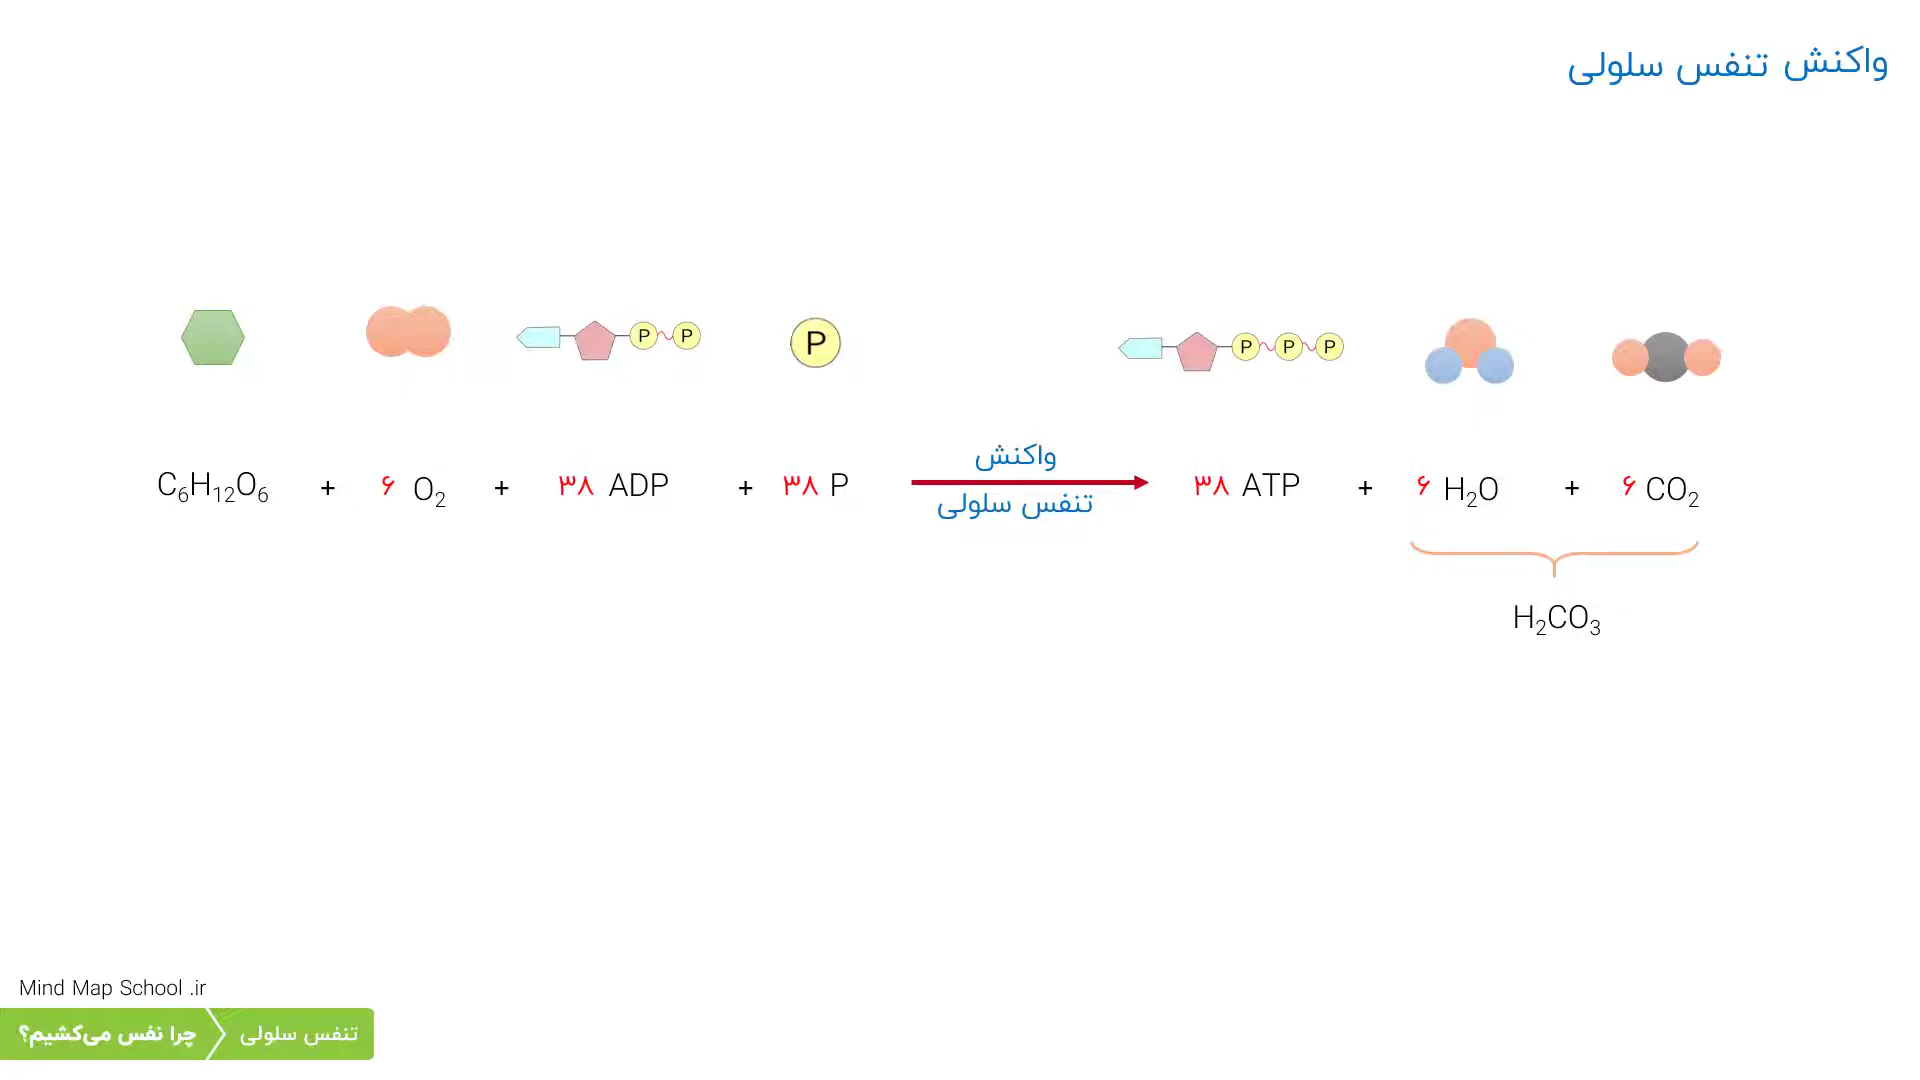 واکنش تنفس سلولی
P P
P
P P P
C₆H₁₂O₆ + ۶ O₂ + ۳۸ ADP + ۳۸ P واکنش تنفس سلولی ۳۸ ATP + ۶ H₂O + ۶ CO₂
H₂CO₃
Mind Map School .ir
تنفس سلولی چرا نفس می‌کشیم؟